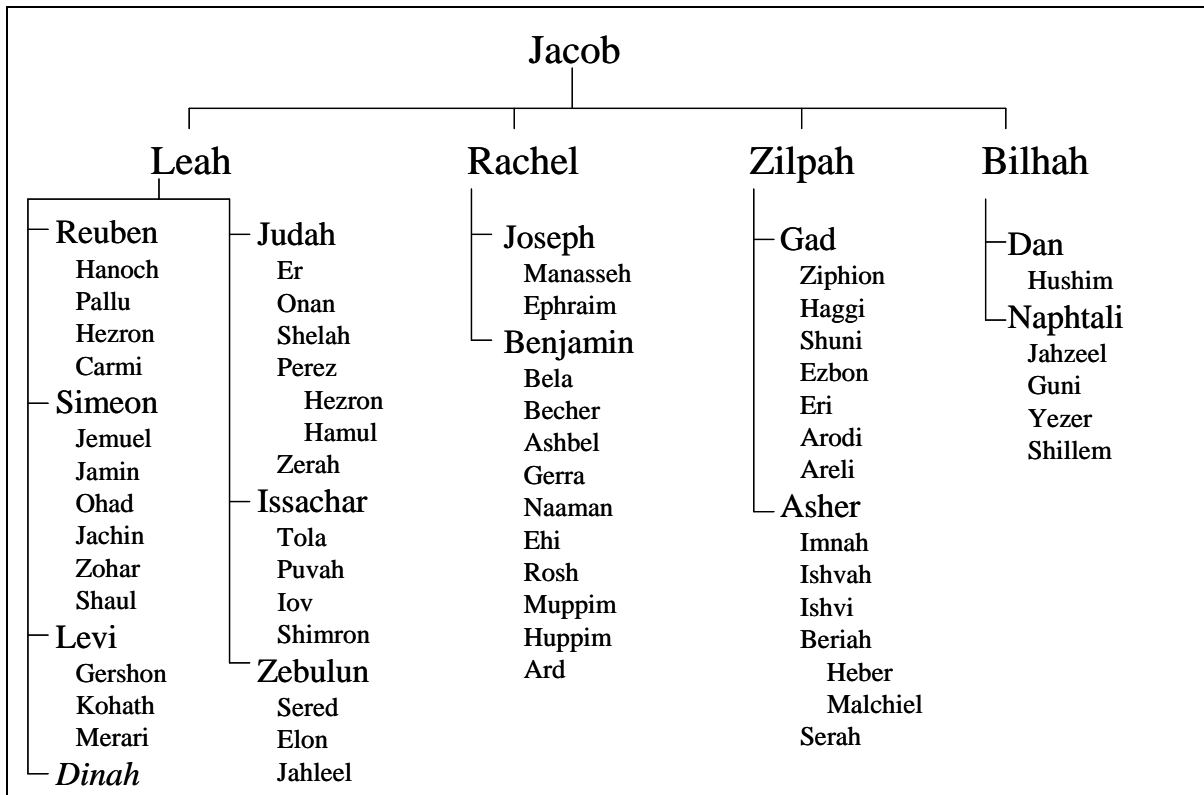 Jacob
Leah
Rachel
Zilpah
Bilhah
Reuben
Hanoch
Pallu
Hezron
Carmi
Simeon
Jemuel
Jamin
Ohad
Jachin
Zohar
Shaul
Levi
Gershon
Kohath
Merari
Dinah
Judah
Er
Onan
Shelah
Perez
Hezron
Hamul
Zerah
Issachar
Tola
Puvah
Iov
Shimron
Zebulun
Sered
Elon
Jahleel
Joseph
Manasseh
Ephraim
Benjamin
Bela
Becher
Ashbel
Gerra
Naaman
Ehi
Rosh
Muppim
Huppim
Ard
Gad
Ziphion
Haggi
Shuni
Ezbon
Eri
Arodi
Areli
Asher
Imnah
Ishvah
Ishvi
Beriah
Heber
Malchiel
Serah
Dan
Hushim
Naphtali
Jahzeel
Guni
Yezer
Shillem